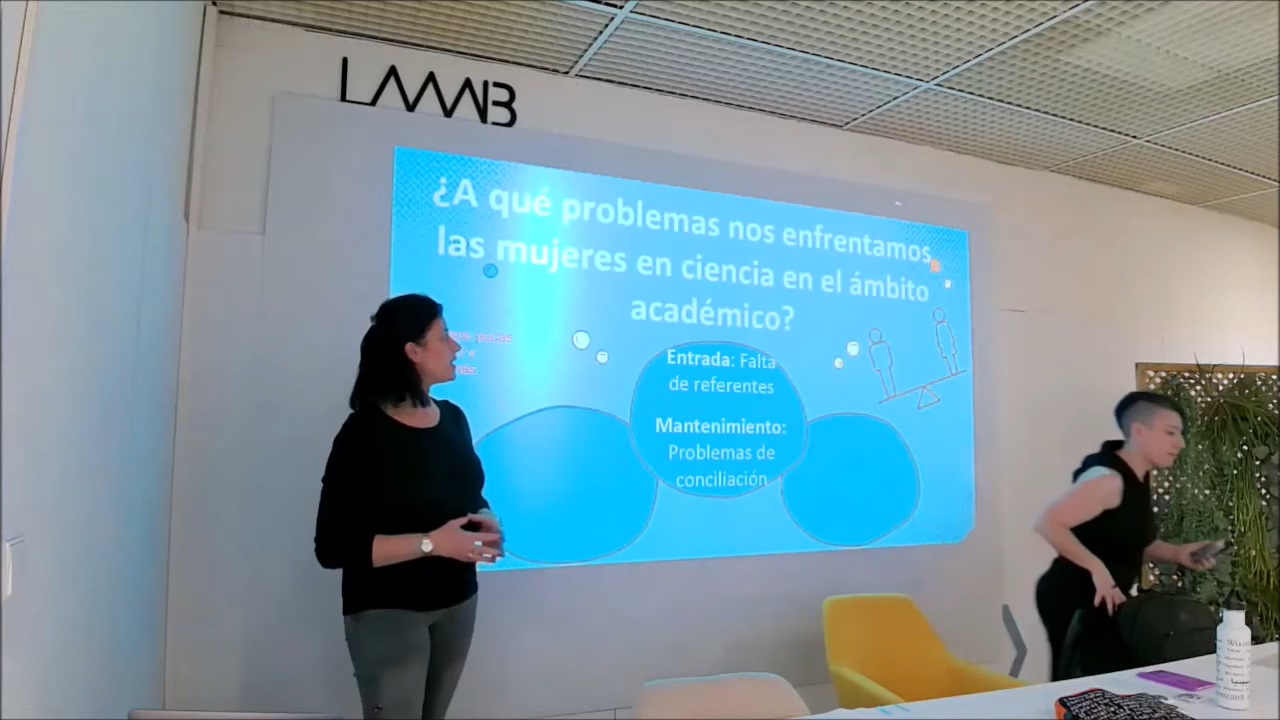 LAAAB
¿A qué problemas nos enfrentamos
las mujeres en ciencia en el ámbito
académico?
Entrada: Falta
de referentes
Mantenimiento:
Problemas de
conciliación